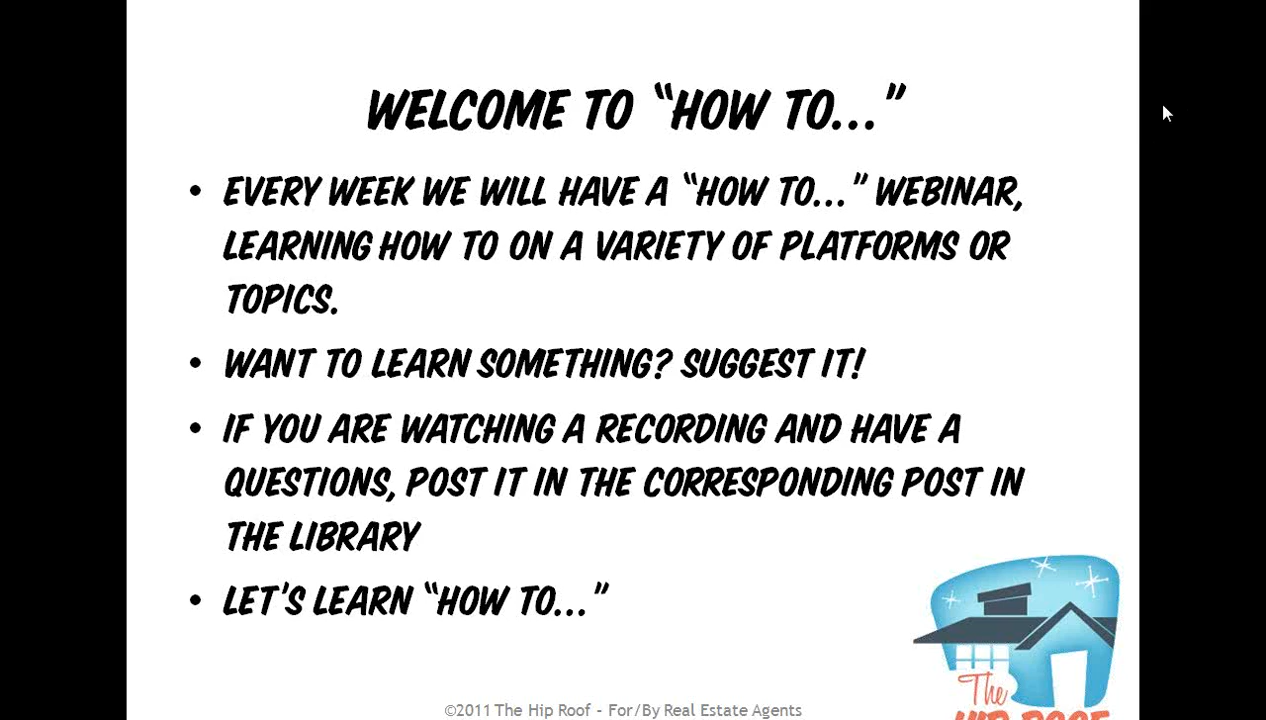 WELCOME TO “HOW TO...”
• EVERY WEEK WE WILL HAVE A “HOW TO...” WEBINAR,
LEARNING HOW TO ON A VARIETY OF PLATFORMS OR
TOPICS.
• WANT TO LEARN SOMETHING? SUGGEST IT!
• IF YOU ARE WATCHING A RECORDING AND HAVE A
QUESTIONS, POST IT IN THE CORRESPONDING POST IN
THE LIBRARY
• LET'S LEARN “HOW TO...”
The
HIP ROOF
©2011 The Hip Roof - For/By Real Estate Agents